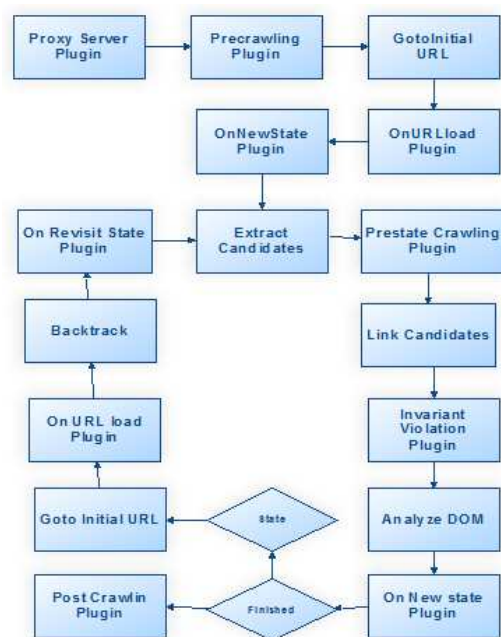 Proxy Server
Plugin
Precrawling
Plugin
GotoInitial
URL
OnNewState
Plugin
OnURLload
Plugin
On Revisit State
Plugin
Extract
Candidates
Prestate Crawling
Plugin
Backtrack
Link Candidates
On URL load
Plugin
Invariant
Violation
Plugin
Goto Initial URL
State
Analyze DOM
Post Crawlin
Plugin
Finished
On New state
Plugin